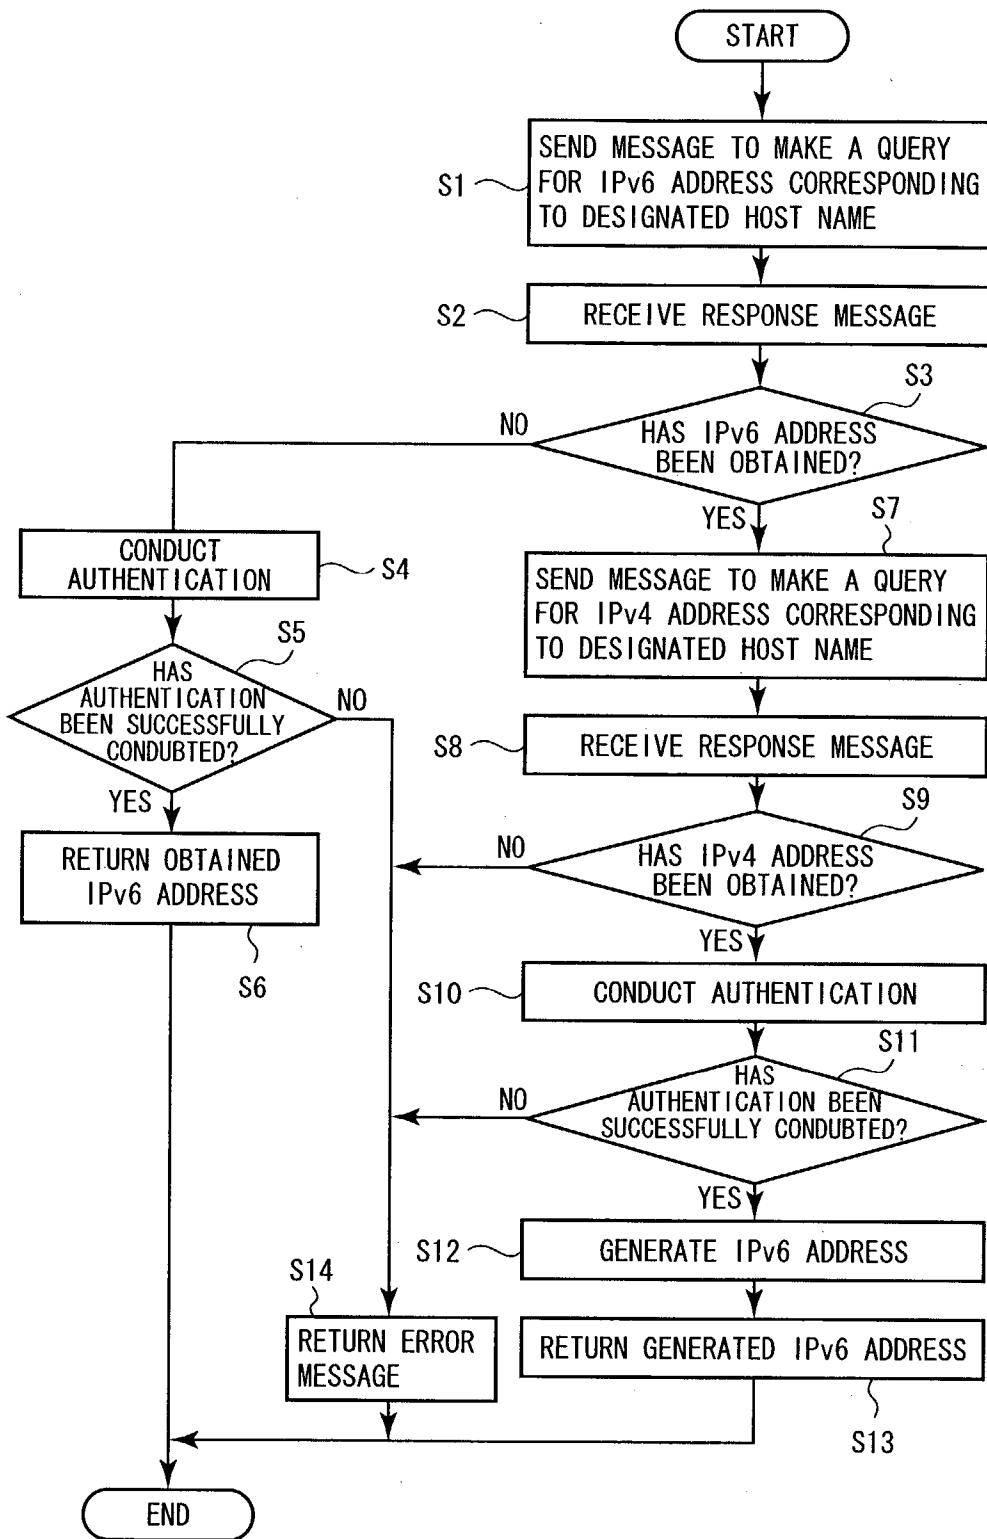 START
S1
SEND MESSAGE TO MAKE A QUERY
FOR IPv6 ADDRESS CORRESPONDING
TO DESIGNATED HOST NAME
S2
RECEIVE RESPONSE MESSAGE
S3
HAS IPv6 ADDRESS
BEEN OBTAINED?
NO
YES
CONDUCT
AUTHENTICATION
S4
S5
HAS
AUTHENTICATION
BEEN SUCCESSFULLY
CONDUBTED?
NO
YES
RETURN OBTAINED
IPv6 ADDRESS
S6
S7
SEND MESSAGE TO MAKE A QUERY
FOR IPv4 ADDRESS CORRESPONDING
TO DESIGNATED HOST NAME
S8
RECEIVE RESPONSE MESSAGE
S9
HAS IPv4 ADDRESS
BEEN OBTAINED?
NO
YES
S10
CONDUCT AUTHENTICATION
S11
HAS
AUTHENTICATION BEEN
SUCCESSFULLY CONDUBTED?
NO
YES
S12
GENERATE IPv6 ADDRESS
S14
RETURN ERROR
MESSAGE
RETURN GENERATED IPv6 ADDRESS
S13
END